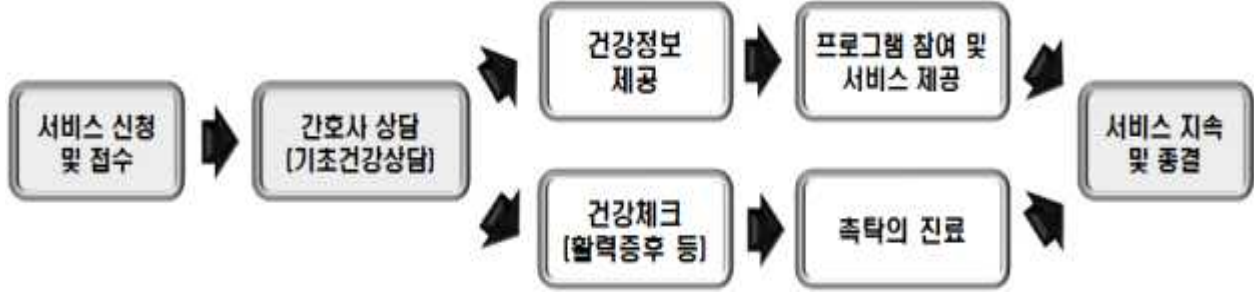 서비스 신청
및 접수
간호사 상담
(기초건강상담)
건강정보
제공
프로그램 참여 및
서비스 제공
건강체크
(활력증후 등)
촉탁의 진료
서비스 지속
및 종결